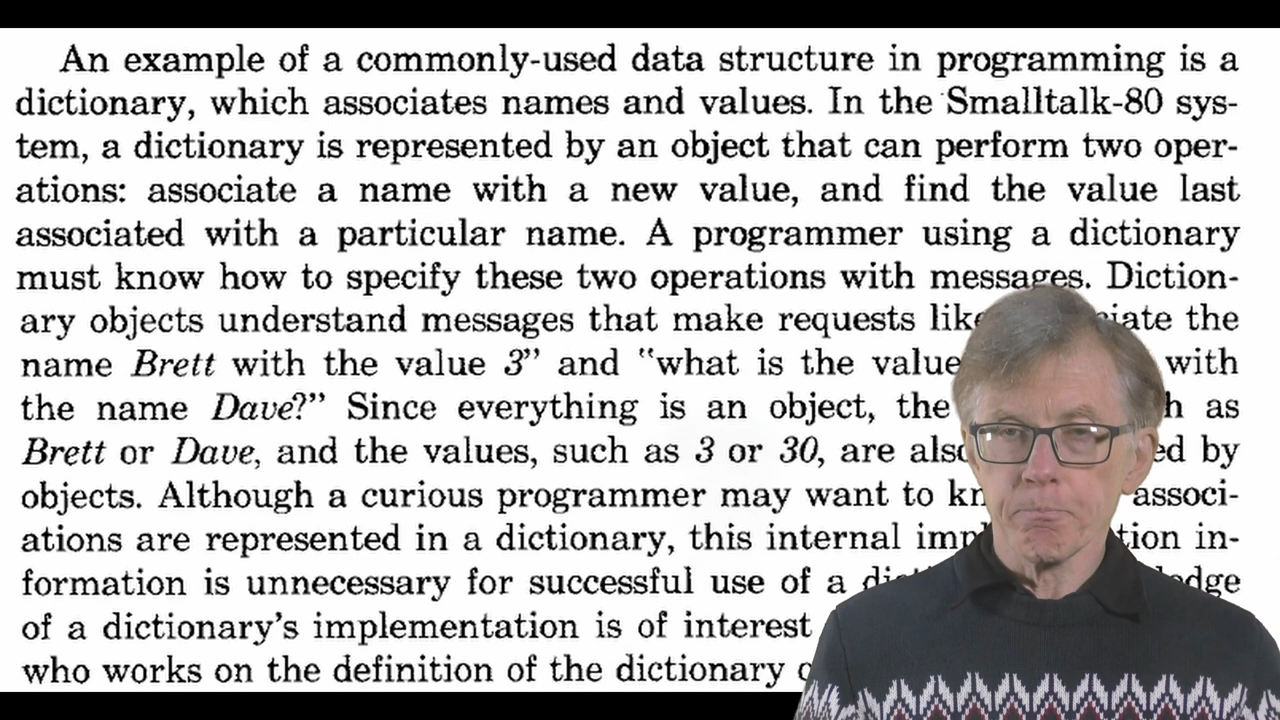 An example of a commonly-used data structure in programming is a
dictionary, which associates names and values. In the Smalltalk-80 sys-
tem, a dictionary is represented by an object that can perform two oper-
ations: associate a name with a new value, and find the value last
associated with a particular name. A programmer using a dictionary
must know how to specify these two operations with messages. Diction-
ary objects understand messages that make requests like the
name Brett with the value 3” and “what is the value with
the name Dave?” Since everything is an object, the as
Brett or Dave, and the values, such as 3 or 30, are also by
objects. Although a curious programmer may want to associ-
ations are represented in a dictionary, this internal in-
formation is unnecessary for successful use of a
of a dictionary’s implementation is of interest
who works on the definition of the dictionary